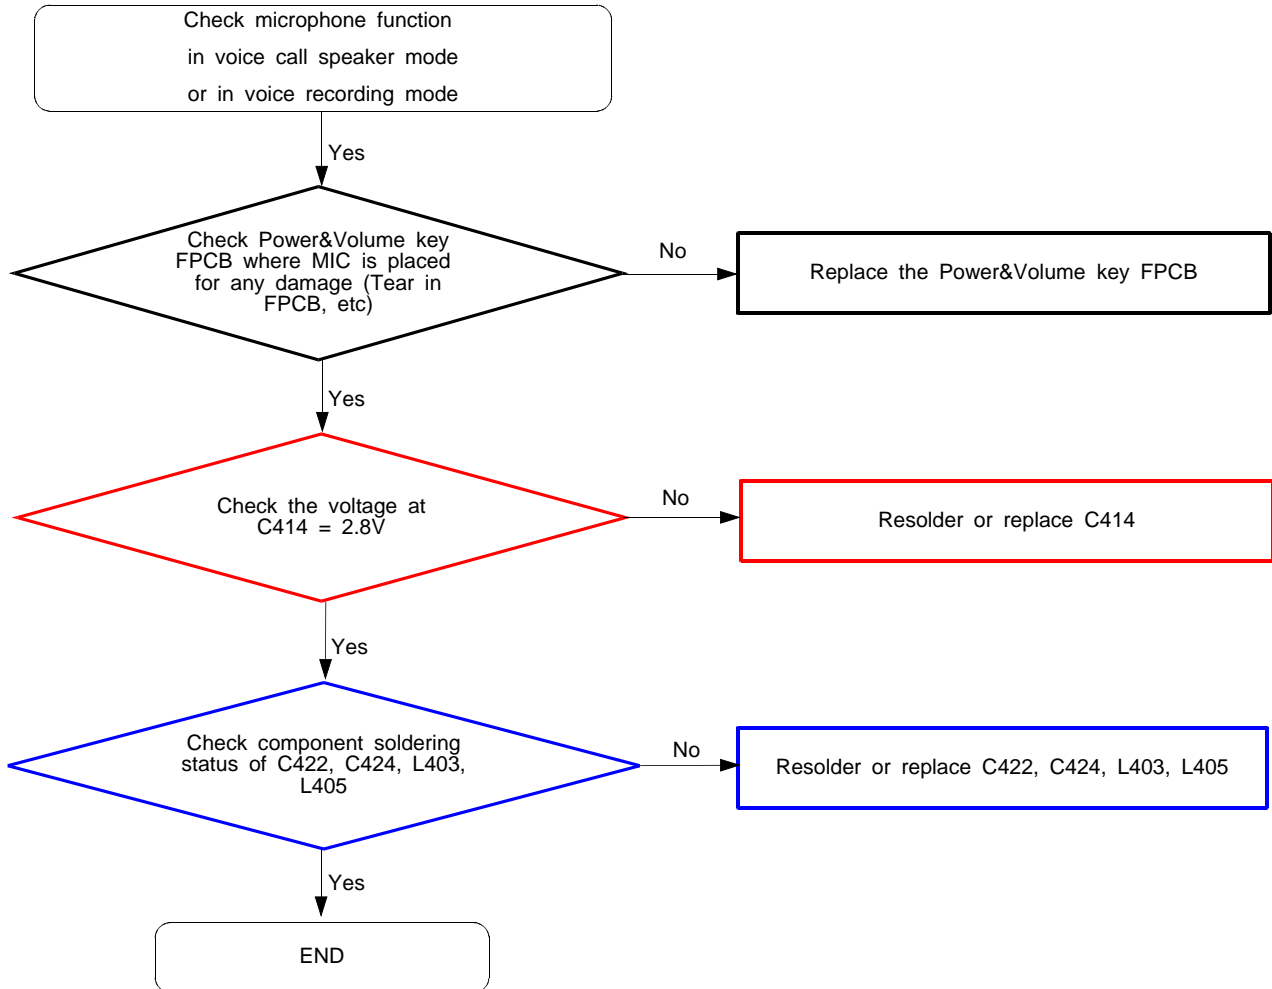 Check microphone function
in voice call speaker mode
or in voice recording mode
Yes
Check Power&Volume key
FPCB where MIC is placed
for any damage (Tear in
FPCB, etc)
No
Replace the Power&Volume key FPCB
Yes
Check the voltage at
C414 = 2.8V
No
Resolder or replace C414
Yes
Check component soldering
status of C422, C424, L403,
L405
No
Resolder or replace C422, C424, L403, L405
Yes
END